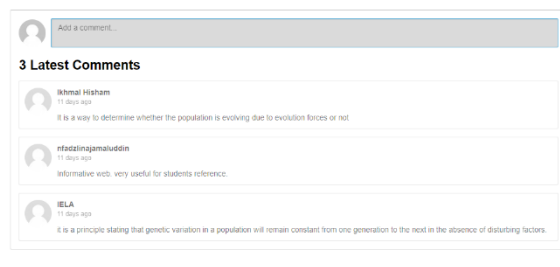 Add a comment...
3 Latest Comments
Ikhmal Hisham
11 days ago
It is a way to determine whether the population is evolving due to evolution forces or not
nfadzlinajamaluddin
11 days ago
Informative web. very useful for students reference.
IELA
11 days ago
it is a principle stating that genetic variation in a population will remain constant from one generation to the next in the absence of disturbing factors.